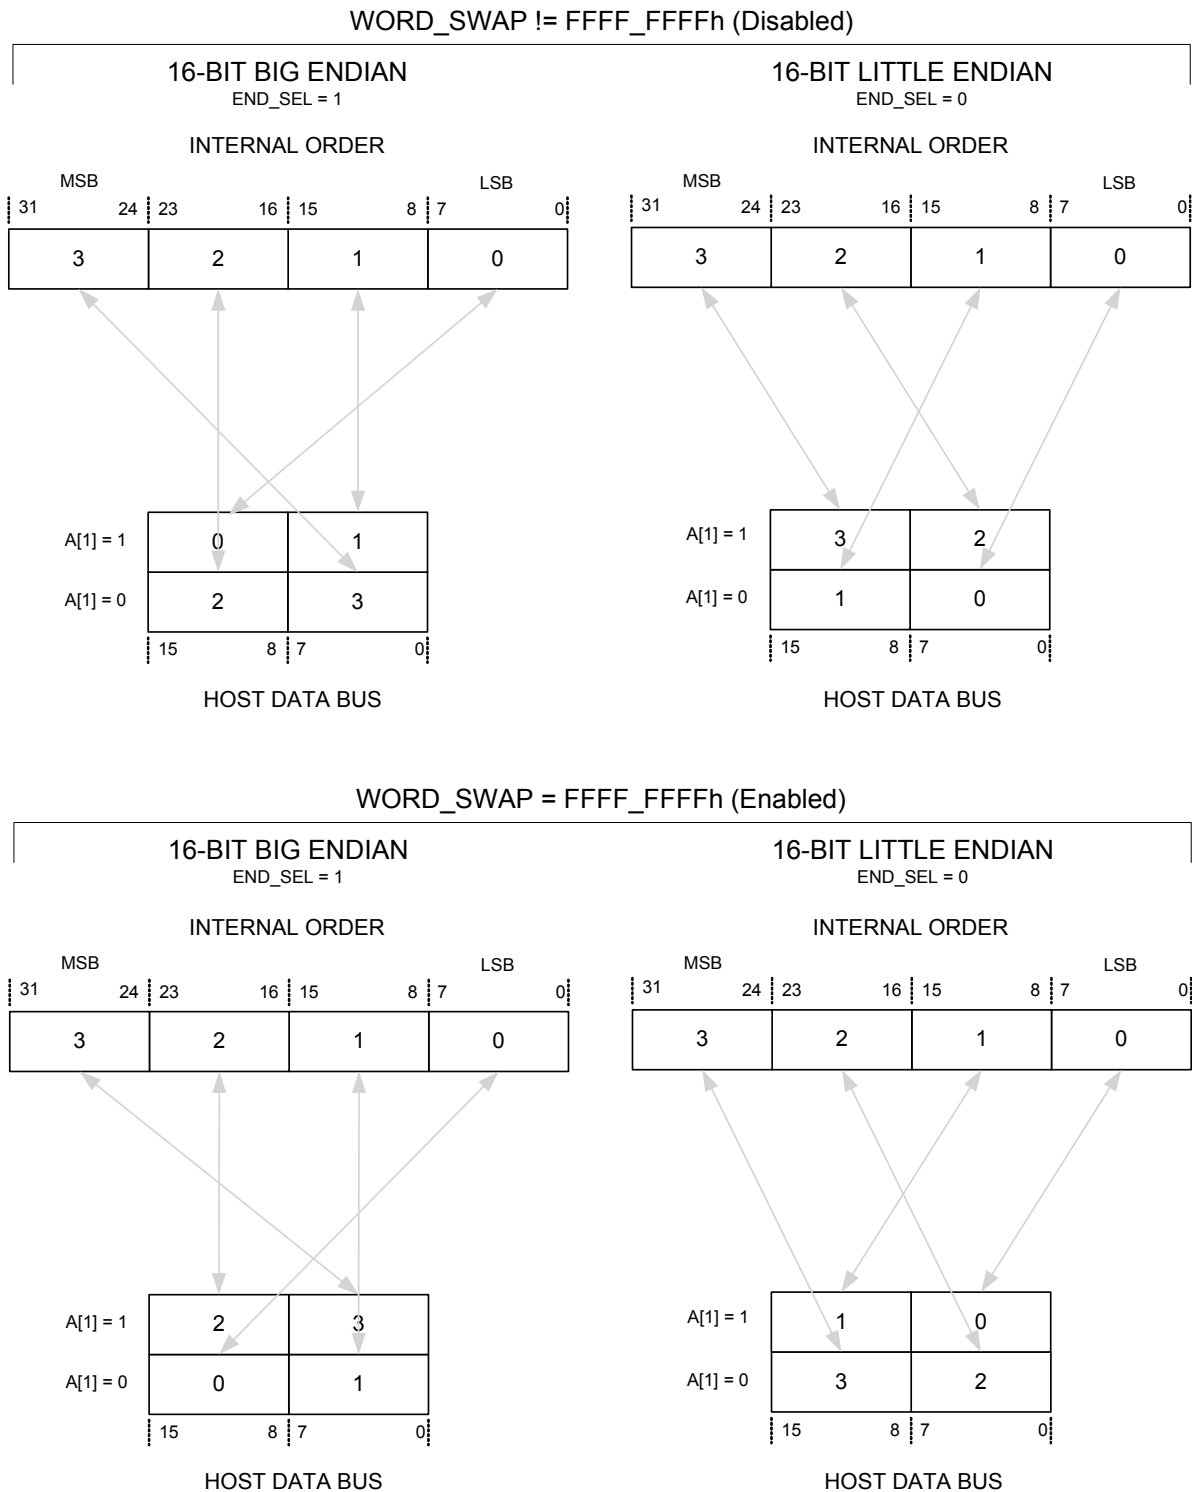 WORD_SWAP != FFFF_FFFFh (Disabled)
16-BIT BIG ENDIAN
END_SEL = 1
INTERNAL ORDER
MSB LSB
31 24 23 16 15 8 7 0
3 2 1 0
A[1] = 1 0 1
A[1] = 0 2 3
15 8 7 0
HOST DATA BUS
16-BIT LITTLE ENDIAN
END_SEL = 0
INTERNAL ORDER
MSB LSB
31 24 23 16 15 8 7 0
3 2 1 0
A[1] = 1 3 2
A[1] = 0 1 0
15 8 7 0
HOST DATA BUS
WORD_SWAP = FFFF_FFFFh (Enabled)
16-BIT BIG ENDIAN
END_SEL = 1
INTERNAL ORDER
MSB LSB
31 24 23 16 15 8 7 0
3 2 1 0
A[1] = 1 2 3
A[1] = 0 0 1
15 8 7 0
HOST DATA BUS
16-BIT LITTLE ENDIAN
END_SEL = 0
INTERNAL ORDER
MSB LSB
31 24 23 16 15 8 7 0
3 2 1 0
A[1] = 1 1 0
A[1] = 0 3 2
15 8 7 0
HOST DATA BUS